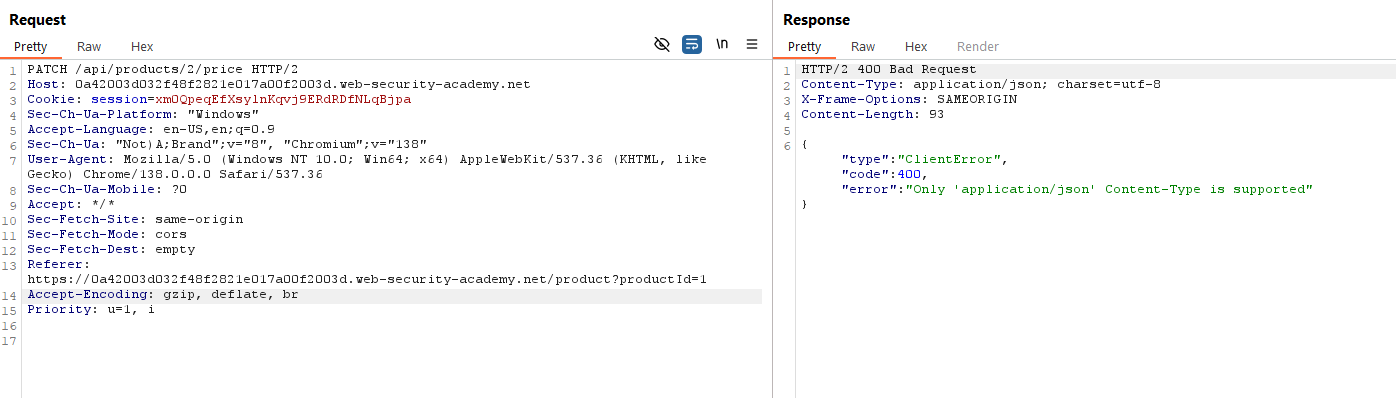 Request
Pretty Raw Hex
\n
1 PATCH /api/products/2/price HTTP/2
2 Host: 0a42003d032f48f2821e017a00f2003d.web-security-academy.net
3 Cookie: session=xm0QpeqEfXsylnKqvj9ERdRDfNLqBjpa
4 Sec-Ch-Ua-Platform: "Windows"
5 Accept-Language: en-US,en;q=0.9
6 Sec-Ch-Ua: "Not)A;Brand";v="8", "Chromium";v="138"
7 User-Agent: Mozilla/5.0 (Windows NT 10.0; Win64; x64) AppleWebKit/537.36 (KHTML, like
Gecko) Chrome/138.0.0.0 Safari/537.36
8 Sec-Ch-Ua-Mobile: ?0
9 Accept: */*
10 Sec-Fetch-Site: same-origin
11 Sec-Fetch-Mode: cors
12 Sec-Fetch-Dest: empty
13 Referer:
https://0a42003d032f48f2821e017a00f2003d.web-security-academy.net/product?productId=1
14 Accept-Encoding: gzip, deflate, br
15 Priority: u=1, i
16
17
Response
Pretty Raw Hex Render
1 HTTP/2 400 Bad Request
2 Content-Type: application/json; charset=utf-8
3 X-Frame-Options: SAMEORIGIN
4 Content-Length: 93
5
6 {
"type":"ClientError",
"code":400,
"error":"Only 'application/json' Content-Type is supported"
}